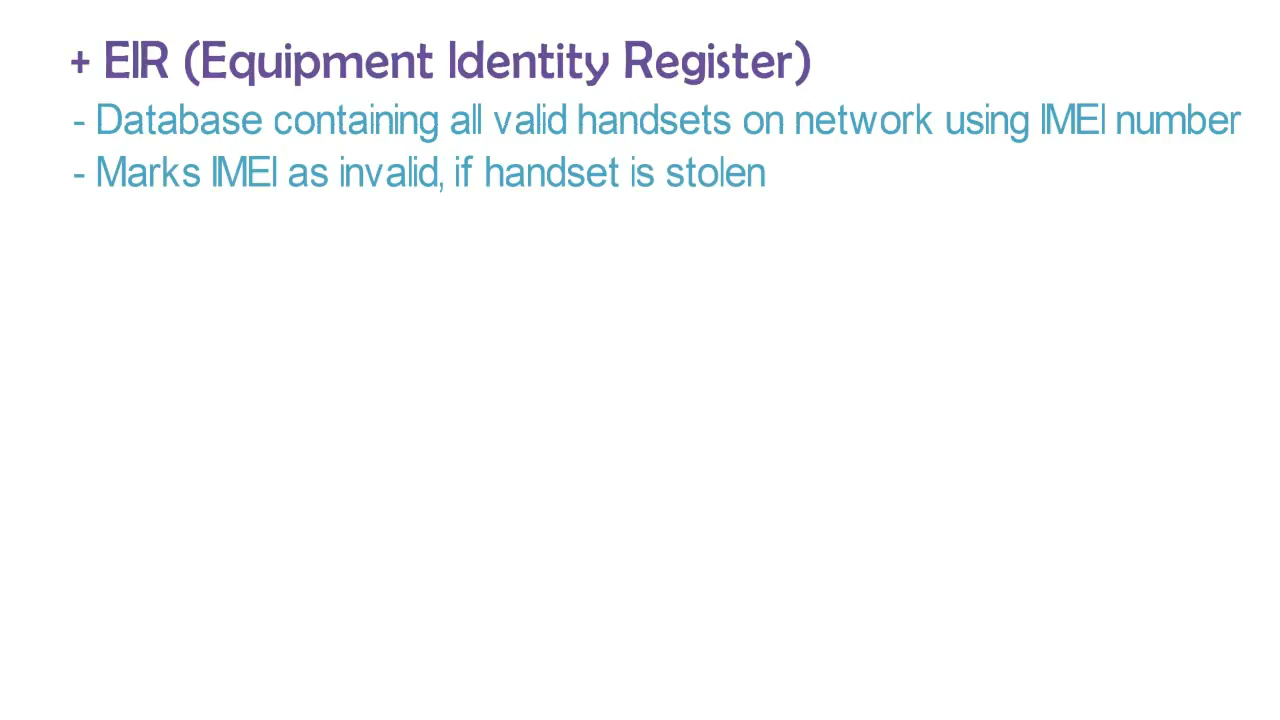 + EIR (Equipment Identity Register)
- Database containing all valid handsets on network using IMEI number
- Marks IMEI as invalid, if handset is stolen